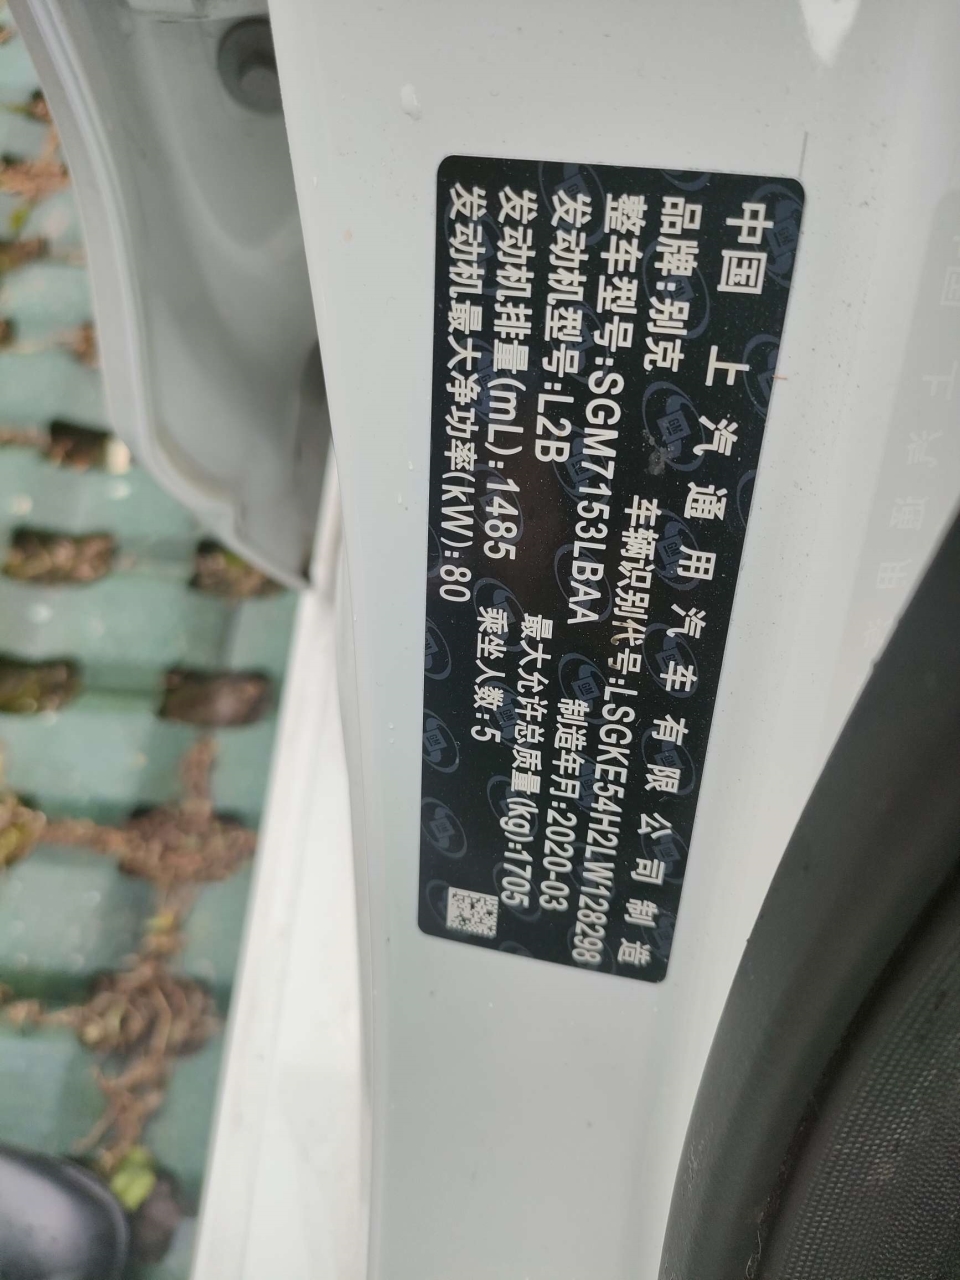 中国 上汽通用汽车有限公司制造
品牌:别克 车辆识别代号:LSGKE54H2LW128298
整车型号:SGM7153LBAA
发动机型号:L2B 制造年月:2020-03
发动机排量(mL):1485 最大允许总质量(kg):1705
发动机最大净功率(kW):80 乘坐人数:5